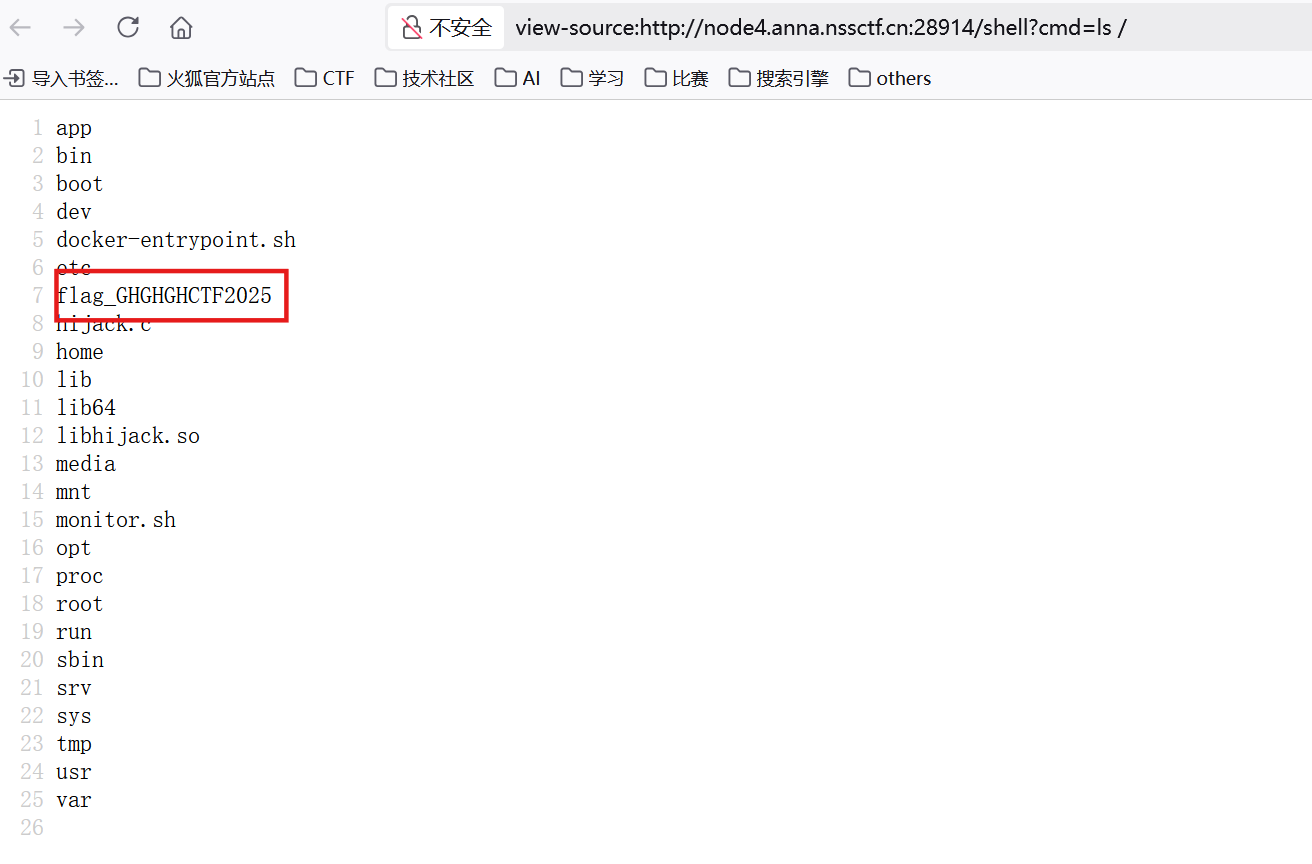 不安全 view-source:http://node4.anna.nssctf.cn:28914/shell?cmd=ls /
导入书签... 火狐官方站点 CTF 技术社区 AI 学习 比赛 搜索引擎 others
1 app
2 bin
3 boot
4 dev
5 docker-entrypoint.sh
6 etc
7 flag_GHGHGHCTF2025
8 hijack.c
9 home
10 lib
11 lib64
12 libhijack.so
13 media
14 mnt
15 monitor.sh
16 opt
17 proc
18 root
19 run
20 sbin
21 srv
22 sys
23 tmp
24 usr
25 var
26